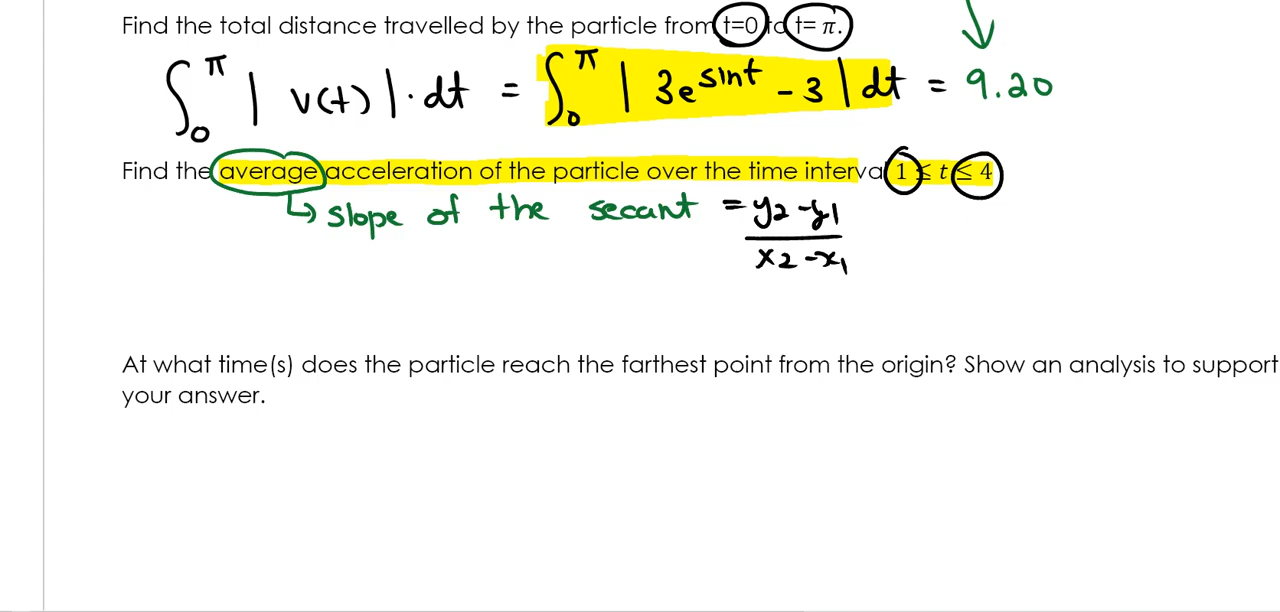 Find the total distance travelled by the particle from t=0 to t= π.
∫₀^π | v(t) | · dt = ∫₀^π | 3e^sint - 3 | dt = 9.20
Find the average acceleration of the particle over the time interval 1 ≤ t ≤ 4
↳ slope of the secant = y2 - y1
x2 - x1
At what time(s) does the particle reach the farthest point from the origin? Show an analysis to support
your answer.